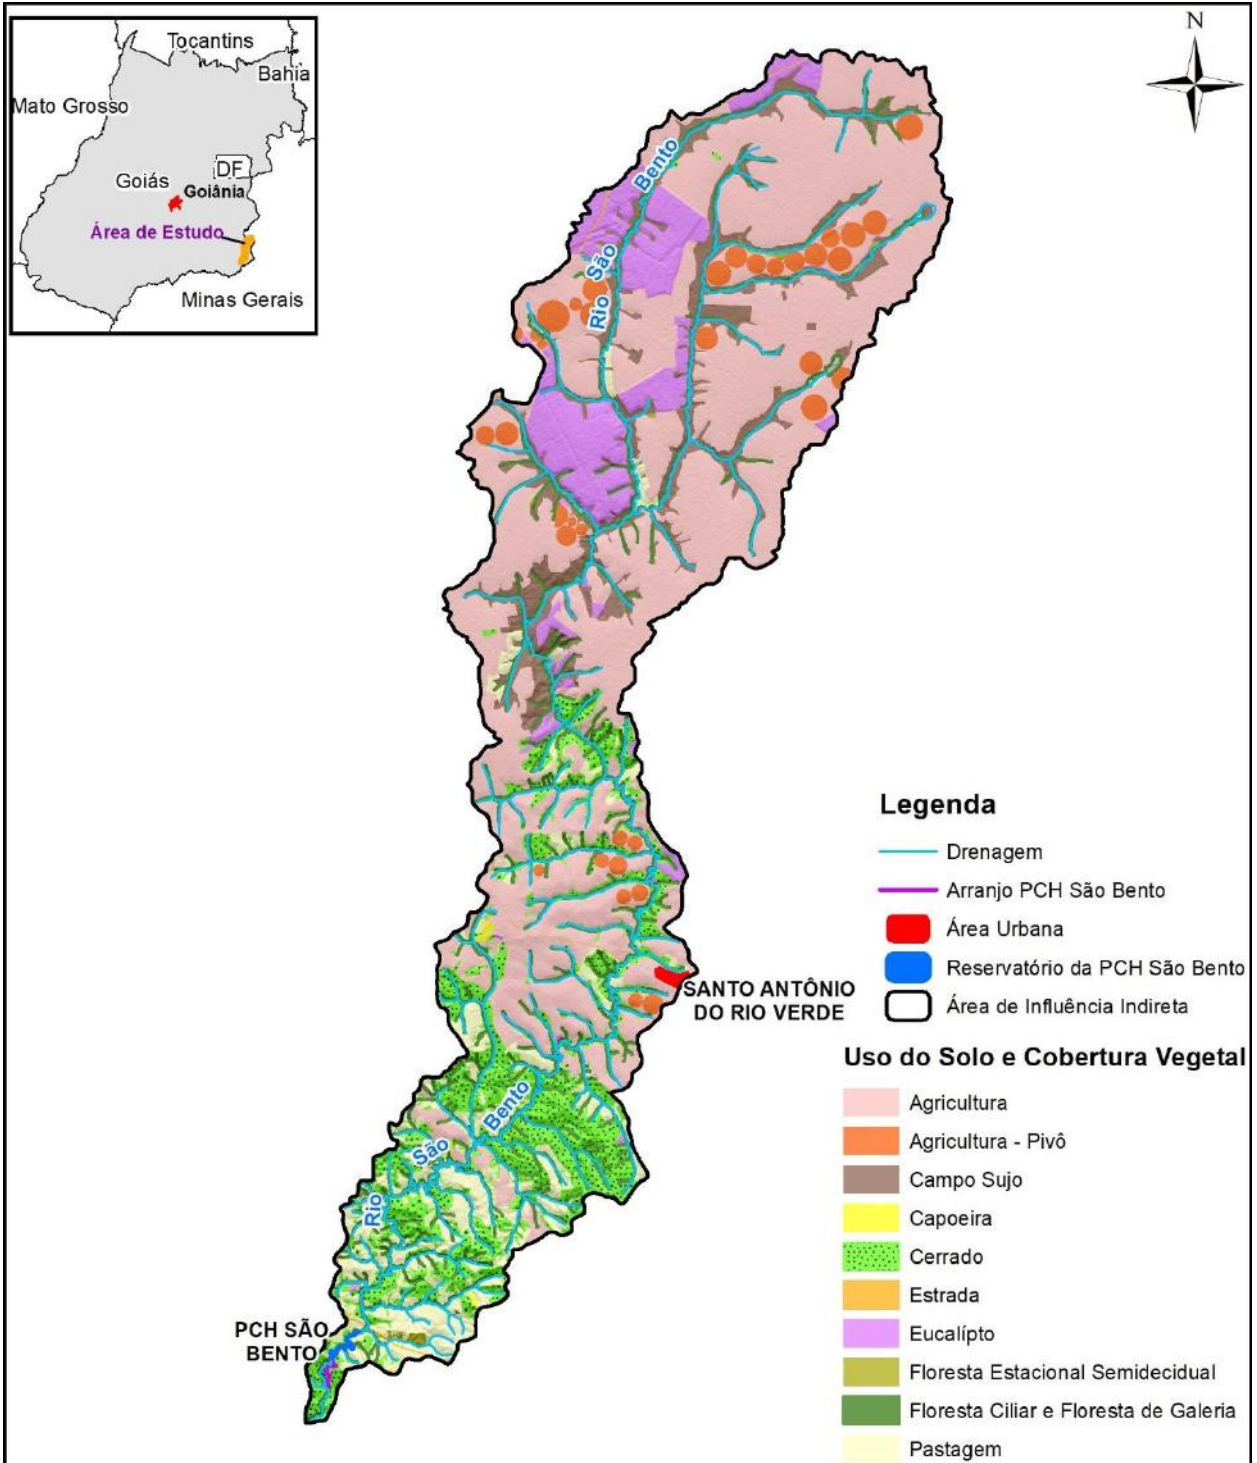 Tocantins
Bahia
Mato Grosso
DF
Goiás
Goiânia
Área de Estudo
Minas Gerais
N
Rio São Bento
SANTO ANTÔNIO
DO RIO VERDE
Rio São Bento
PCH SÃO
BENTO
Legenda
Drenagem
Arranjo PCH São Bento
Área Urbana
Reservatório da PCH São Bento
Área de Influência Indireta
Uso do Solo e Cobertura Vegetal
Agricultura
Agricultura - Pivô
Campo Sujo
Capoeira
Cerrado
Estrada
Eucalípto
Floresta Estacional Semidecidual
Floresta Ciliar e Floresta de Galeria
Pastagem